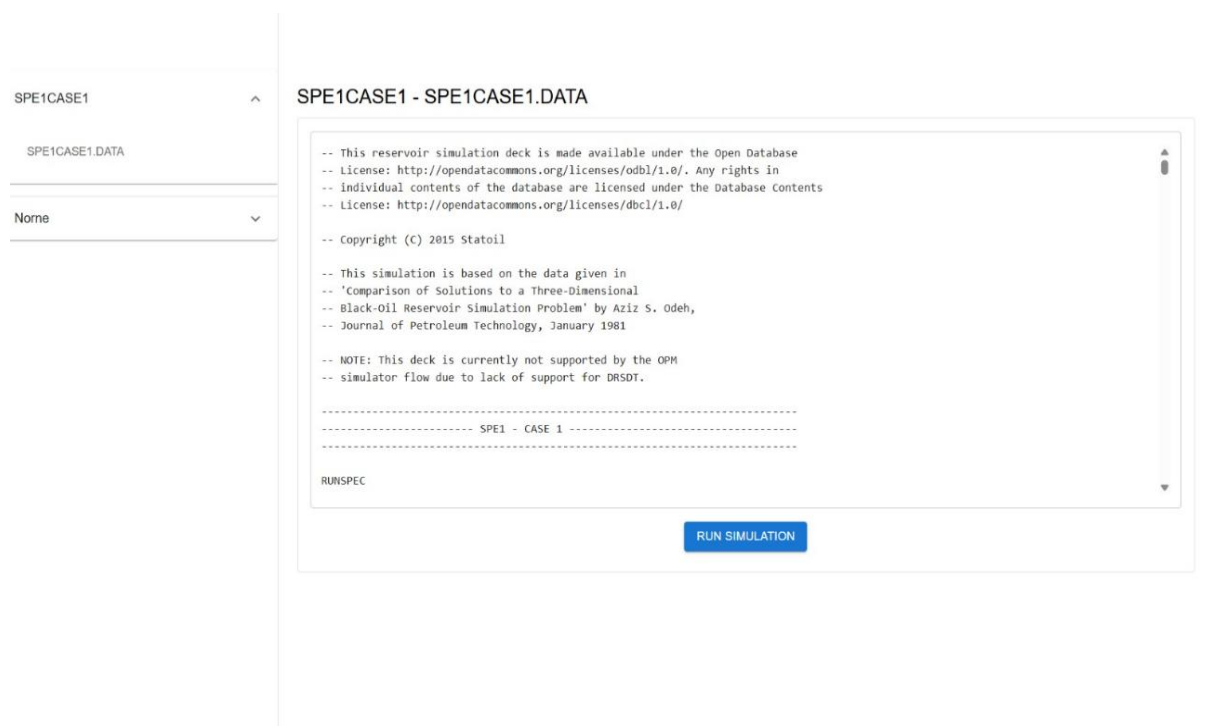 SPE1CASE1
SPE1CASE1.DATA
Norne
SPE1CASE1 - SPE1CASE1.DATA
-- This reservoir simulation deck is made available under the Open Database
-- License: http://opendatacommons.org/licenses/odbl/1.0/. Any rights in
-- individual contents of the database are licensed under the Database Contents
-- License: http://opendatacommons.org/licenses/dbcl/1.0/
-- Copyright (C) 2015 Statoil
-- This simulation is based on the data given in
-- 'Comparison of Solutions to a Three-Dimensional
-- Black-Oil Reservoir Simulation Problem' by Aziz S. Odeh,
-- Journal of Petroleum Technology, January 1981
-- NOTE: This deck is currently not supported by the OPM
-- simulator flow due to lack of support for DRSDT.
---------------------------------------------------------------------------
------------------------ SPE1 - CASE 1 ------------------------------------
---------------------------------------------------------------------------
RUNSPEC
RUN SIMULATION